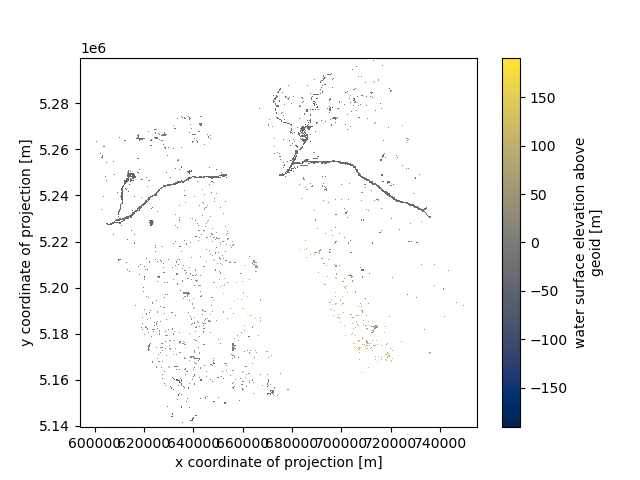 1e6
5.28
5.26
5.24
5.22
5.20
5.18
5.16
5.14
y coordinate of projection [m]
600000 620000 640000 660000 680000 700000 720000 740000
x coordinate of projection [m]
150
100
50
0
−50
−100
−150
water surface elevation above
geoid [m]